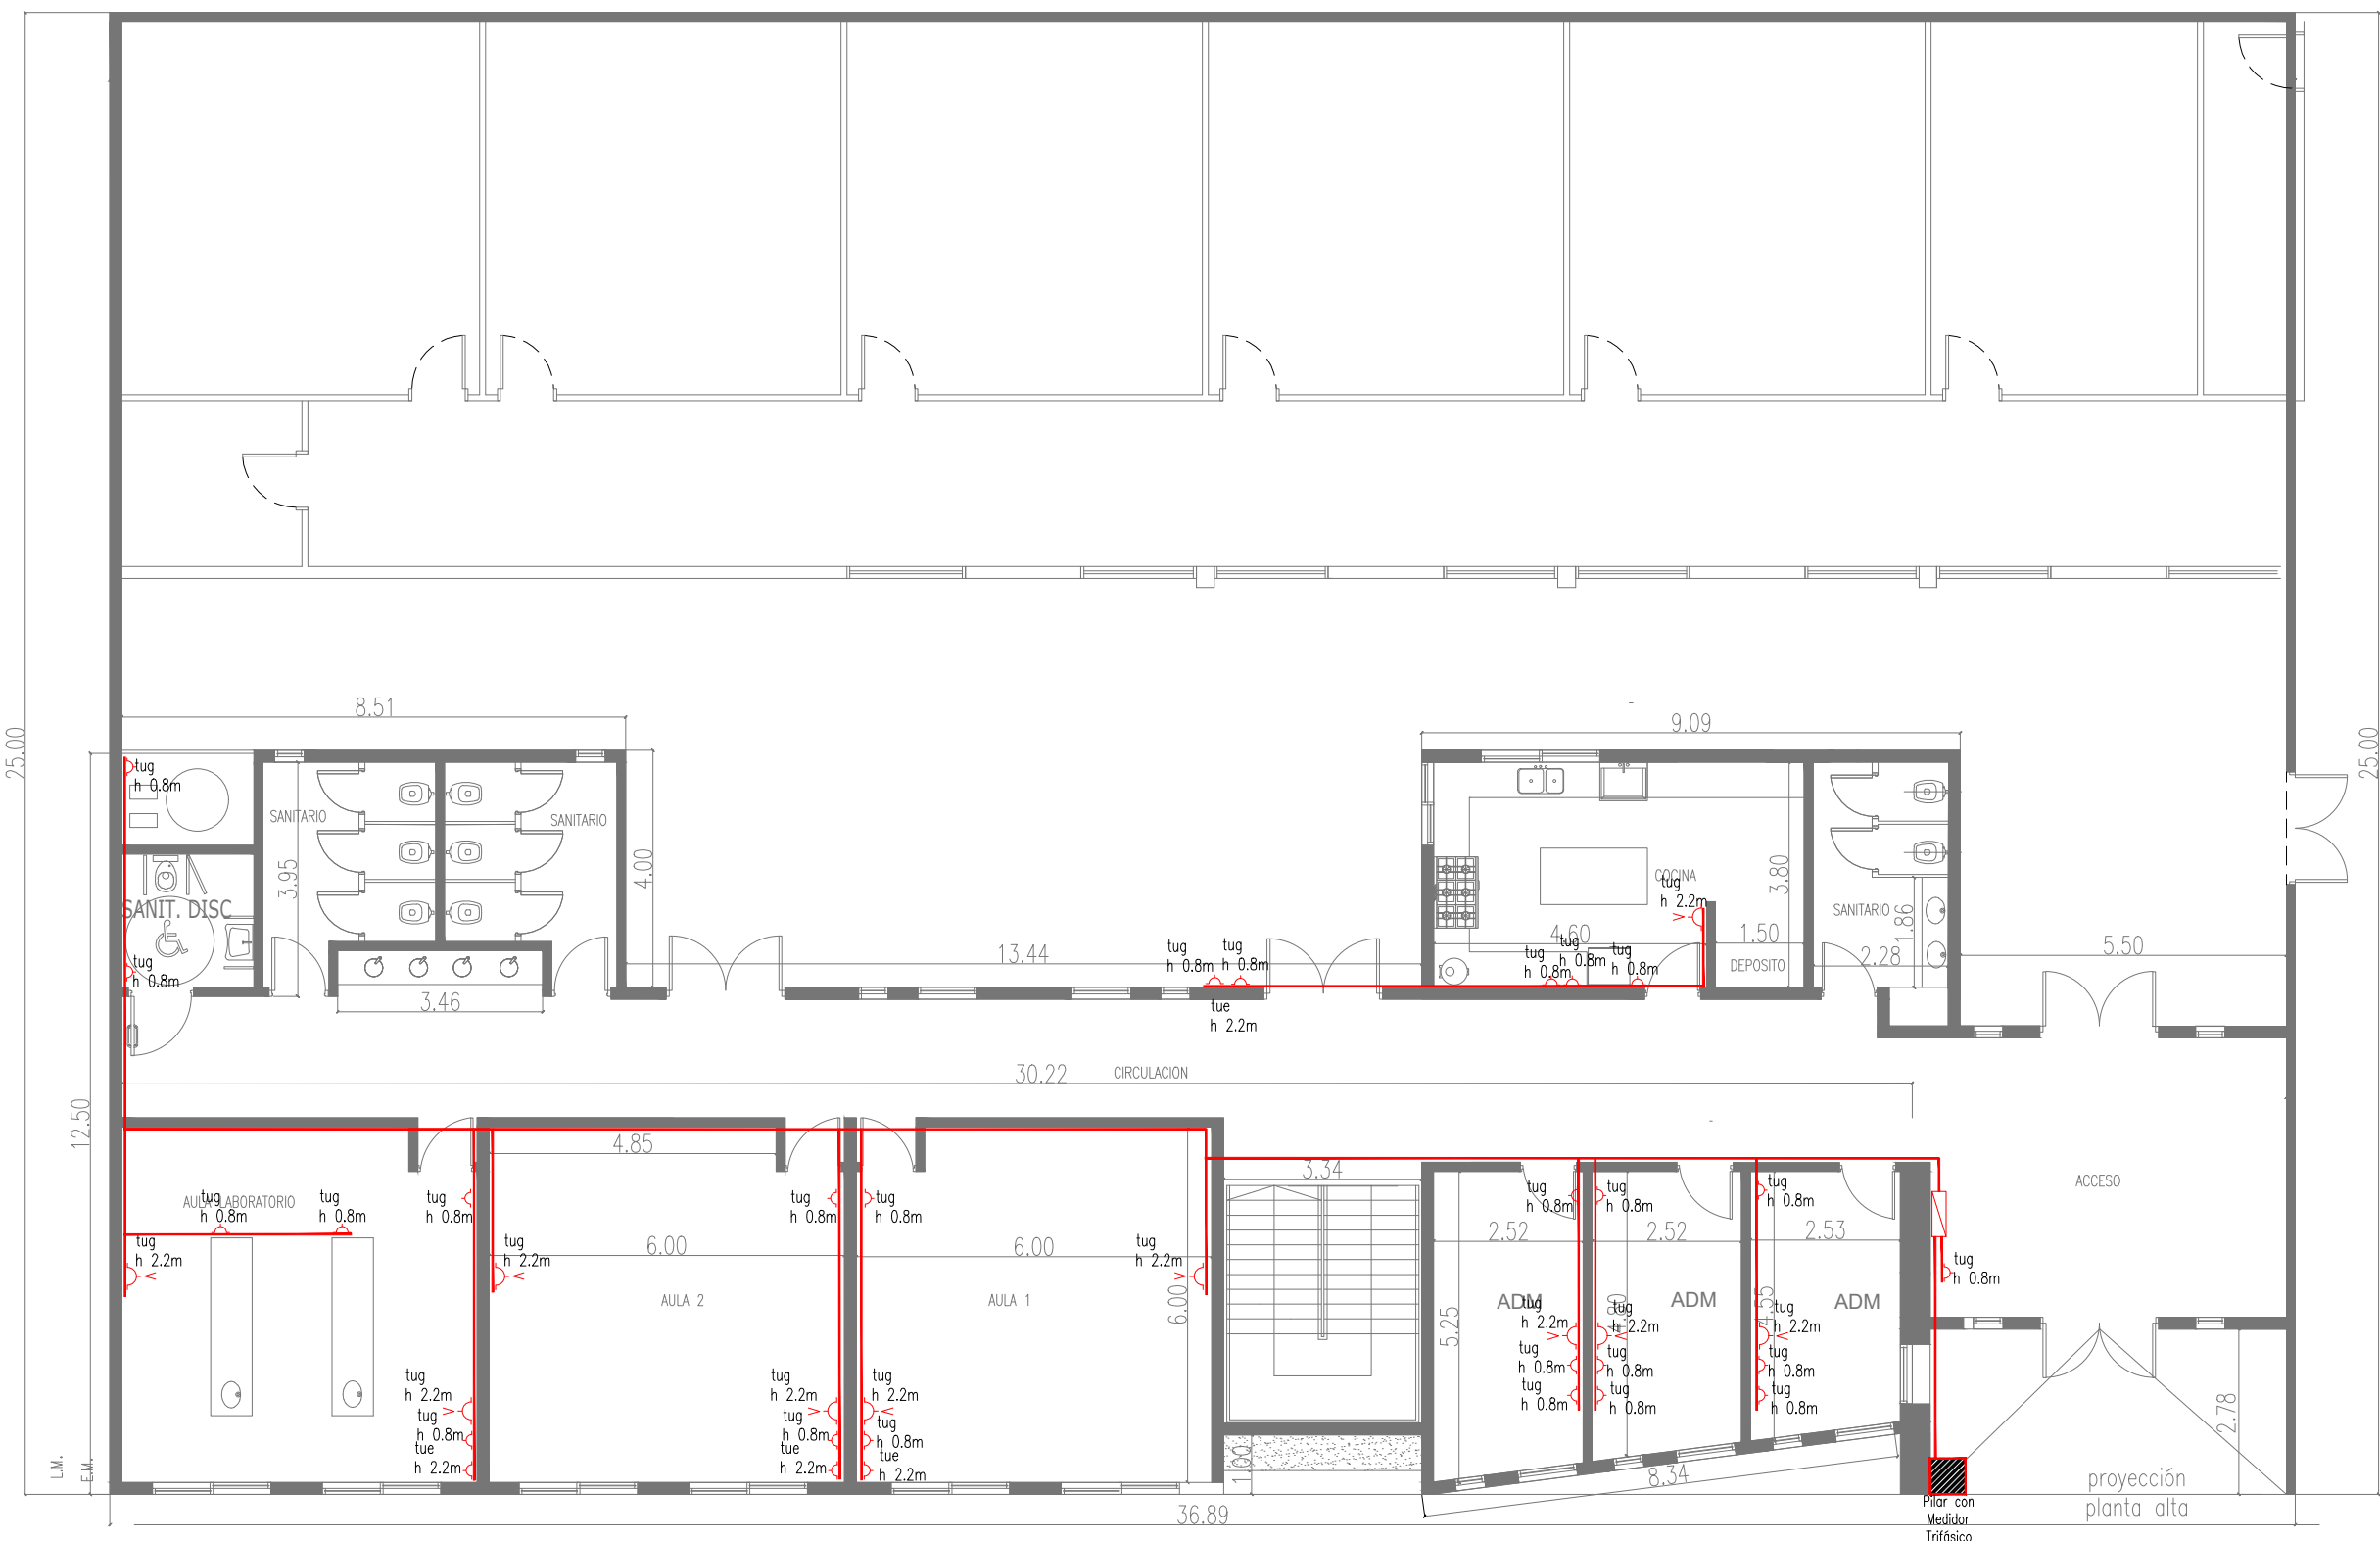 8.51
9.09
25.00
25.00
tug
h 0.8m
SANITARIO
SANITARIO
3.95
4.00
COCINA
3.80
tug
h 2.2m
SANIT. DISC
SANITARIO
1.86
4.60
1.50
5.50
13.44
tug
h 0.8m
tug
h 0.8m
tug
h 0.8m
tug
h 0.8m
tug
h 0.8m
DEPOSITO
2.28
tug
h 0.8m
3.46
tue
h 2.2m
30.22
CIRCULACION
12.50
4.85
3.34
ACCESO
AULA LABORATORIO
tug
h 0.8m
tug
h 0.8m
tug
h 0.8m
tug
h 0.8m
tug
h 0.8m
tug
h 0.8m
tug
h 0.8m
tug
h 0.8m
2.52
2.52
2.53
tug
h 2.2m
tug
h 2.2m
6.00
6.00
tug
h 2.2m
tug
h 0.8m
AULA 2
AULA 1
6.00
ADM
ADM
ADM
5.25
4.55
tug
h 2.2m
tug
h 2.2m
tug
h 2.2m
tug
h 0.8m
tug
h 0.8m
tug
h 0.8m
tug
h 0.8m
tug
h 0.8m
tug
h 0.8m
tug
h 2.2m
tug
h 2.2m
tug
h 2.2m
tug
h 0.8m
tug
h 0.8m
tug
h 0.8m
tue
h 2.2m
tue
h 2.2m
tue
h 2.2m
2.78
1.00
8.34
L.M.
E.M.
36.89
proyección
planta alta
Pilar con
Medidor
Trifásico